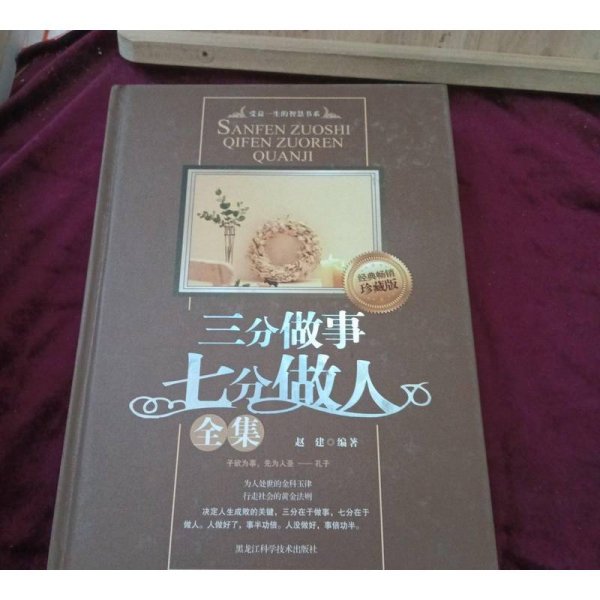 受益一生的智慧书系
SANFEN ZUOSHI
QIFEN ZUOREN
QUANJI
经典畅销
珍藏版
三分做事
七分做人
全集
赵 建◎编著
子欲为事，先为人圣——孔子
为人处世的金科玉律
行走社会的黄金法则
决定人生成败的关键，三分在于做事，七分在于
做人。人做好了，事半功倍。人没做好，事倍功半。
黑龙江科学技术出版社